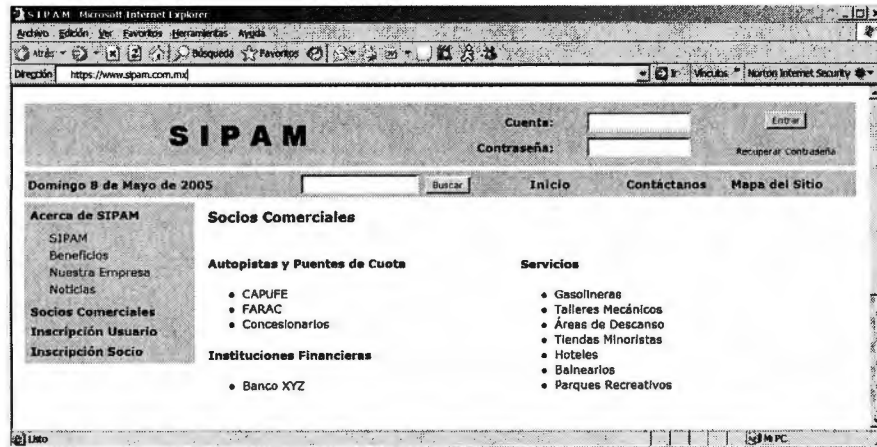 S I P A M Microsoft Internet Explorer
Archivo Edición Ver Favoritos Herramientas Ayuda
Atrás Búsqueda Favoritos
Dirección https://www.sipam.com.mx Ir Vínculos Norton Internet Security
SIPAM Cuenta: Entrar
Contraseña: Recuperar Contraseña
Domingo 8 de Mayo de 2005 Buscar Inicio Contáctanos Mapa del Sitio
Acerca de SIPAM
SIPAM
Beneficios
Nuestra Empresa
Noticias
Socios Comerciales
Inscripción Usuario
Inscripción Socio
Socios Comerciales
Autopistas y Puentes de Cuota
• CAPUFE
• FARAC
• Concesionarios
Instituciones Financieras
• Banco XYZ
Servicios
• Gasolineras
• Talleres Mecánicos
• Áreas de Descanso
• Tiendas Minoristas
• Hoteles
• Balnearios
• Parques Recreativos
Listo Mi PC